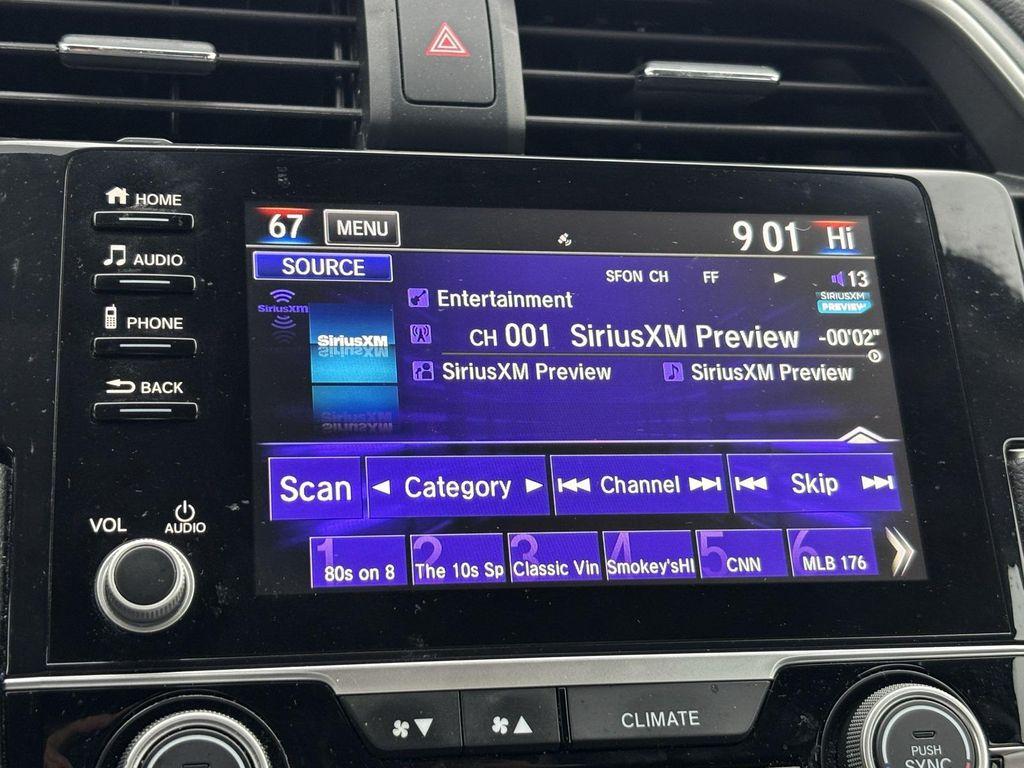 HOME
AUDIO
PHONE
BACK
VOL
AUDIO
67 MENU 9 01 Hi
SOURCE
SFON CH FF 13
SiriusXM
SiriusXM
SIRIUSXM
PREVIEW
Entertainment
CH 001 SiriusXM Preview -00'02"
SiriusXM Preview SiriusXM Preview
Scan Category Channel Skip
1 80s on 8
2 The 10s Sp
3 Classic Vin
4 Smokey'sHI
5 CNN
6 MLB 176
CLIMATE
PUSH
SYNC